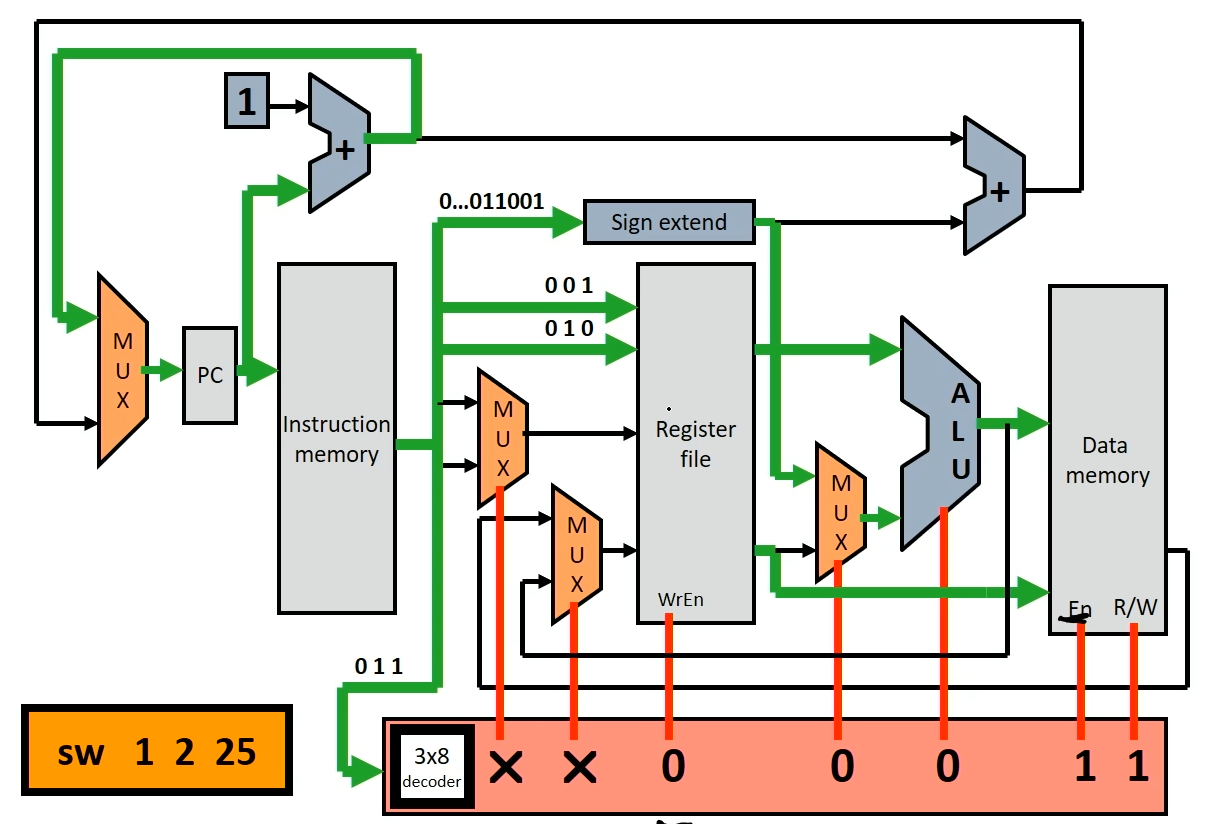 1
+
+
0...011001
Sign extend
0 0 1
0 1 0
M
U
X
PC
Instruction
memory
M
U
X
Register
file
WrEn
M
U
X
M
U
X
A
L
U
Data
memory
En R/W
0 1 1
sw 1 2 25
3x8
decoder
X X 0 0 0 1 1